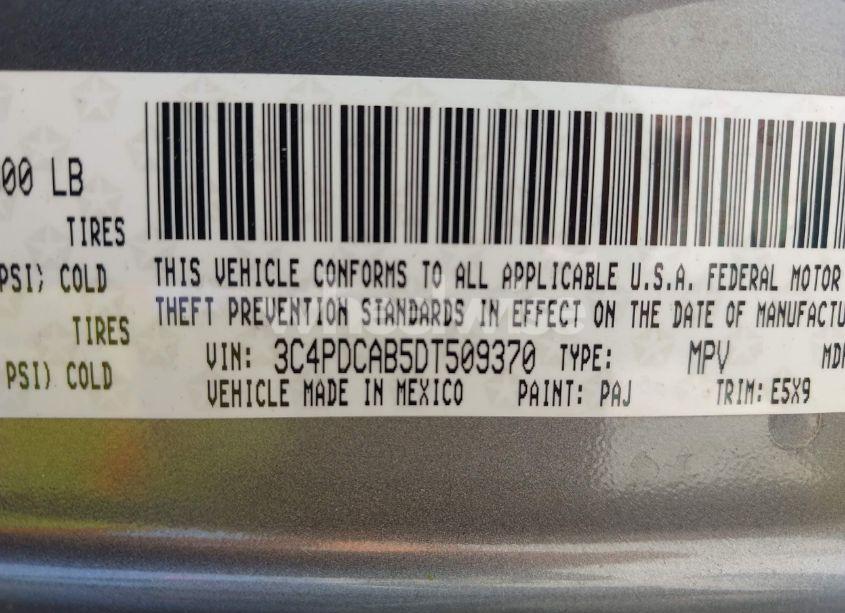 00 LB
TIRES
PSI) COLD
TIRES
PSI) COLD
THIS VEHICLE CONFORMS TO ALL APPLICABLE U.S.A. FEDERAL MOTOR
THEFT PREVENTION STANDARDS IN EFFECT ON THE DATE OF MANUFACTU
VIN: 3C4PDCAB5DT509370 TYPE: MPV MDH
VEHICLE MADE IN MEXICO PAINT: PAJ TRIM: E5X9